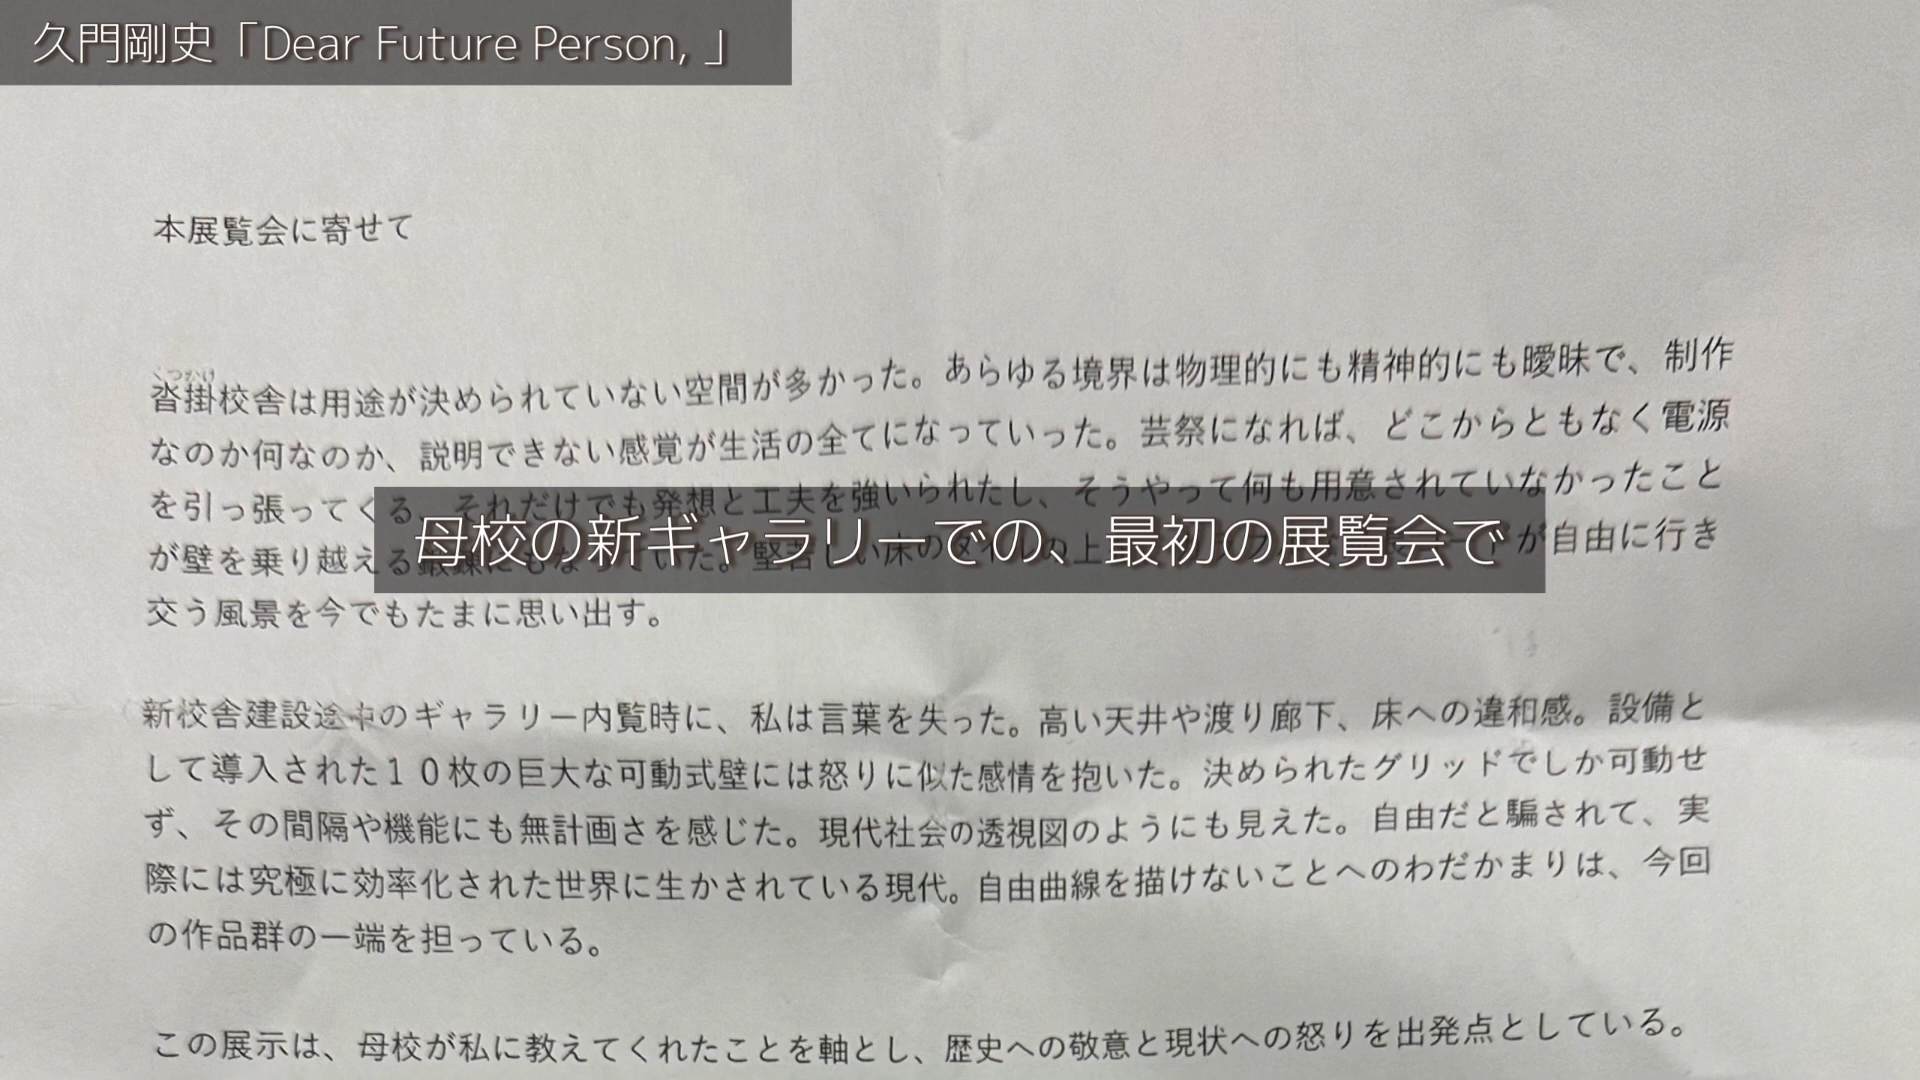 久門剛史「Dear Future Person, 」
本展覧会に寄せて
くつかけ
沓掛校舎は用途が決められていない空間が多かった。あらゆる境界は物理的にも精神的にも曖昧で、制作
なのか何なのか、説明できない感覚が生活の全てになっていった。芸祭になれば、どこからともなく電源
を引っ張ってくる。それだけでも発想と工夫を強いられたし、そうやって何も用意されていなかったこと
が壁を乗り越える鍛錬にもなっていた。堅苦しい床のタイルの上 が自由に行き
母校の新ギャラリーでの、最初の展覧会で
交う風景を今でもたまに思い出す。
新校舎建設途中のギャラリー内覧時に、私は言葉を失った。高い天井や渡り廊下、床への違和感。設備と
して導入された１０枚の巨大な可動式壁には怒りに似た感情を抱いた。決められたグリッドでしか可動せ
ず、その間隔や機能にも無計画さを感じた。現代社会の透視図のようにも見えた。自由だと騙されて、実
際には究極に効率化された世界に生かされている現代。自由曲線を描けないことへのわだかまりは、今回
の作品群の一端を担っている。
この展示は、母校が私に教えてくれたことを軸とし、歴史への敬意と現状への怒りを出発点としている。